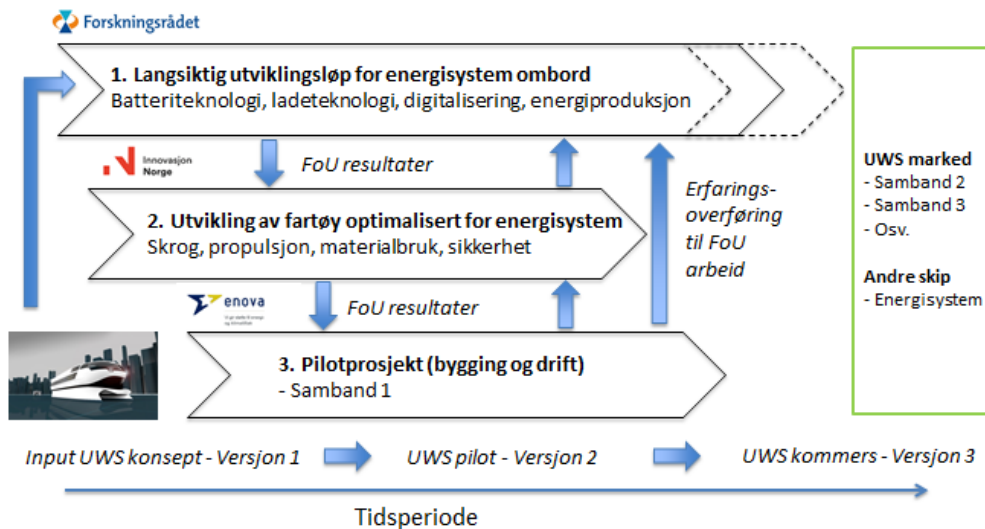 Forskningsrådet
1. Langsiktig utviklingsløp for energisystem ombord
Batteriteknologi, ladeteknologi, digitalisering, energiproduksjon
Innovasjon
Norge
FoU resultater
2. Utvikling av fartøy optimalisert for energisystem
Skrog, propulsjon, materialbruk, sikkerhet
Erfarings-
overføring
til FoU
arbeid
enova
FoU resultater
3. Pilotprosjekt (bygging og drift)
- Samband 1
UWS marked
- Samband 2
- Samband 3
- Osv.
Andre skip
- Energisystem
Input UWS konsept - Versjon 1
UWS pilot - Versjon 2
UWS kommers - Versjon 3
Tidsperiode